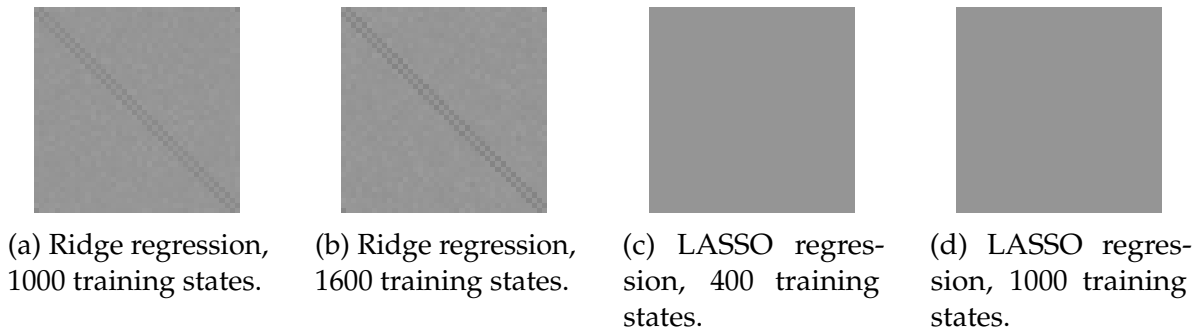 (a) Ridge regression,
1000 training states.
(b) Ridge regression,
1600 training states.
(c) LASSO regres-
sion, 400 training
states.
(d) LASSO regres-
sion, 1000 training
states.